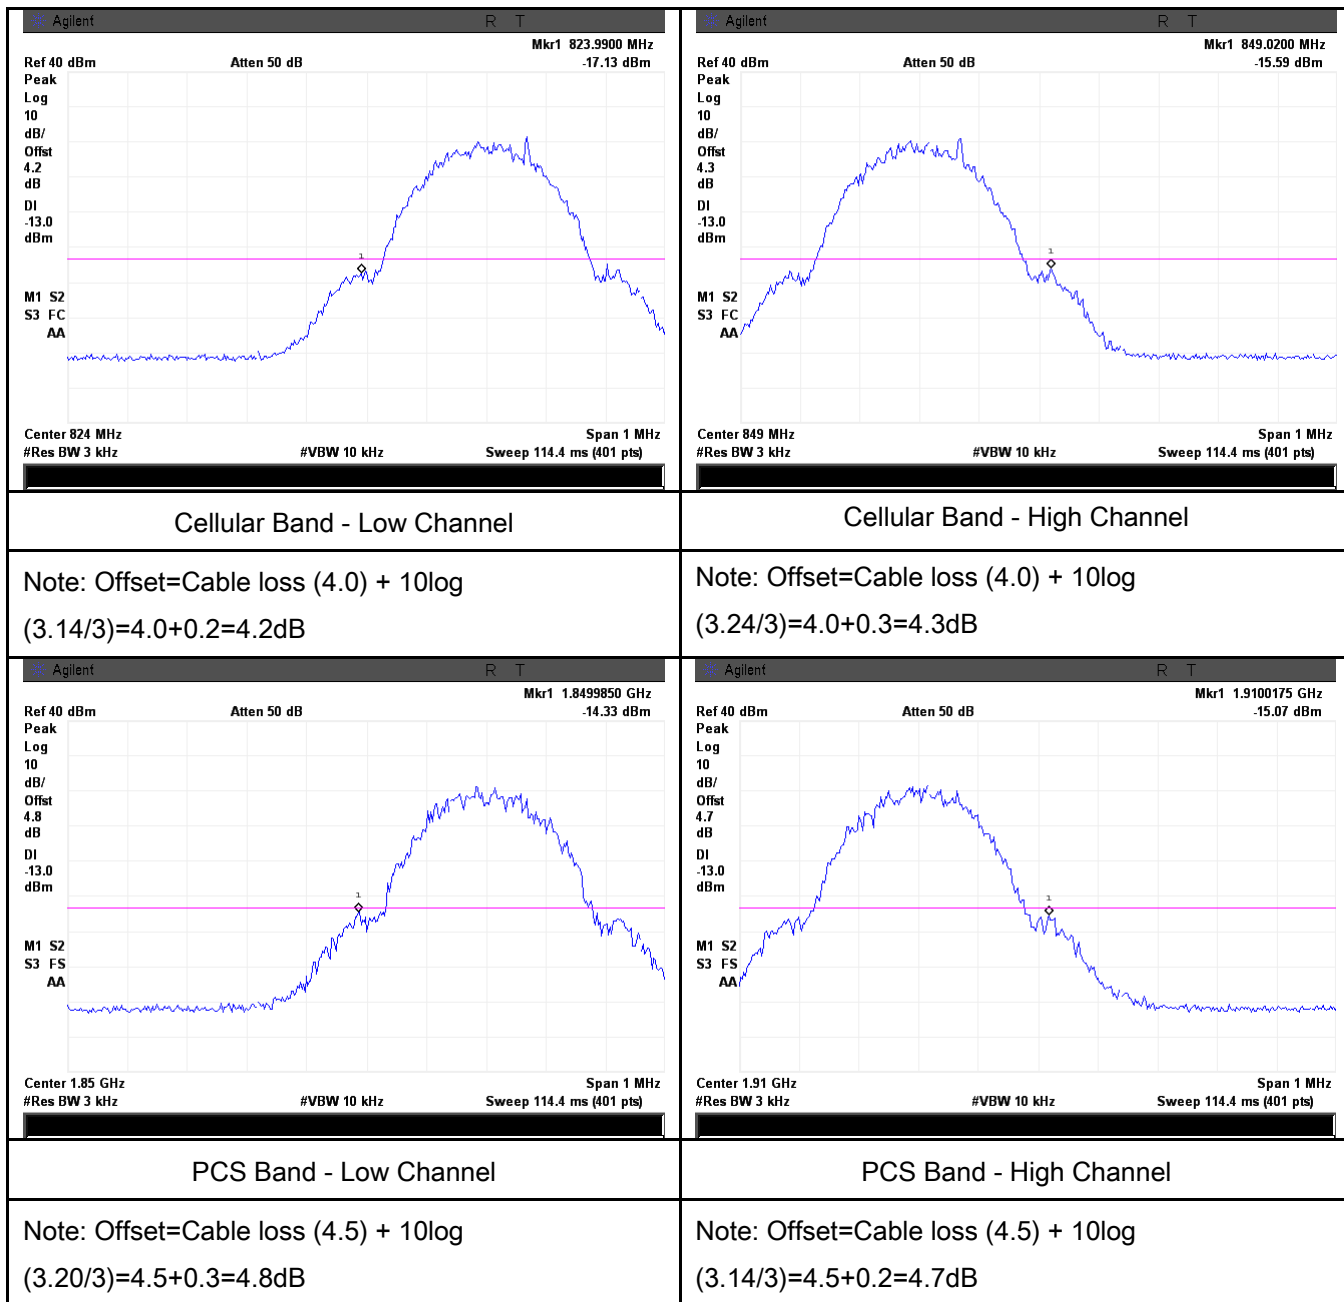 Agilent R T
Mkr1 823.9900 MHz
Ref 40 dBm Atten 50 dB -17.13 dBm
Peak
Log
10
dB/
Offst
4.2
dB
DI
-13.0
dBm
1
M1 S2
S3 FC
AA
Center 824 MHz Span 1 MHz
#Res BW 3 kHz #VBW 10 kHz Sweep 114.4 ms (401 pts)
Cellular Band - Low Channel
Note: Offset=Cable loss (4.0) + 10log
(3.14/3)=4.0+0.2=4.2dB
Agilent R T
Mkr1 849.0200 MHz
Ref 40 dBm Atten 50 dB -15.59 dBm
Peak
Log
10
dB/
Offst
4.3
dB
DI
-13.0
dBm
1
M1 S2
S3 FC
AA
Center 849 MHz Span 1 MHz
#Res BW 3 kHz #VBW 10 kHz Sweep 114.4 ms (401 pts)
Cellular Band - High Channel
Note: Offset=Cable loss (4.0) + 10log
(3.24/3)=4.0+0.3=4.3dB
Agilent R T
Mkr1 1.8499850 GHz
Ref 40 dBm Atten 50 dB -14.33 dBm
Peak
Log
10
dB/
Offst
4.8
dB
DI
-13.0
dBm
1
M1 S2
S3 FS
AA
Center 1.85 GHz Span 1 MHz
#Res BW 3 kHz #VBW 10 kHz Sweep 114.4 ms (401 pts)
PCS Band - Low Channel
Note: Offset=Cable loss (4.5) + 10log
(3.20/3)=4.5+0.3=4.8dB
Agilent R T
Mkr1 1.9100175 GHz
Ref 40 dBm Atten 50 dB -15.07 dBm
Peak
Log
10
dB/
Offst
4.7
dB
DI
-13.0
dBm
1
M1 S2
S3 FS
AA
Center 1.91 GHz Span 1 MHz
#Res BW 3 kHz #VBW 10 kHz Sweep 114.4 ms (401 pts)
PCS Band - High Channel
Note: Offset=Cable loss (4.5) + 10log
(3.14/3)=4.5+0.2=4.7dB